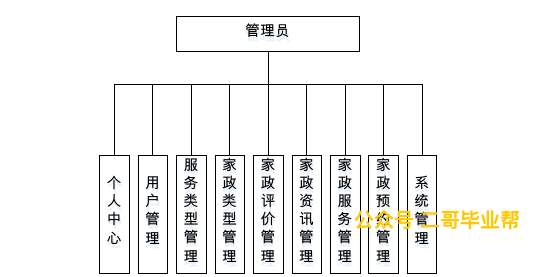 管理员
个人中心
用户管理
服务类型管理
家政类型管理
家政评价管理
家政资讯管理
家政服务管理
家政预约管理
系统管理
公众号 二哥毕业帮